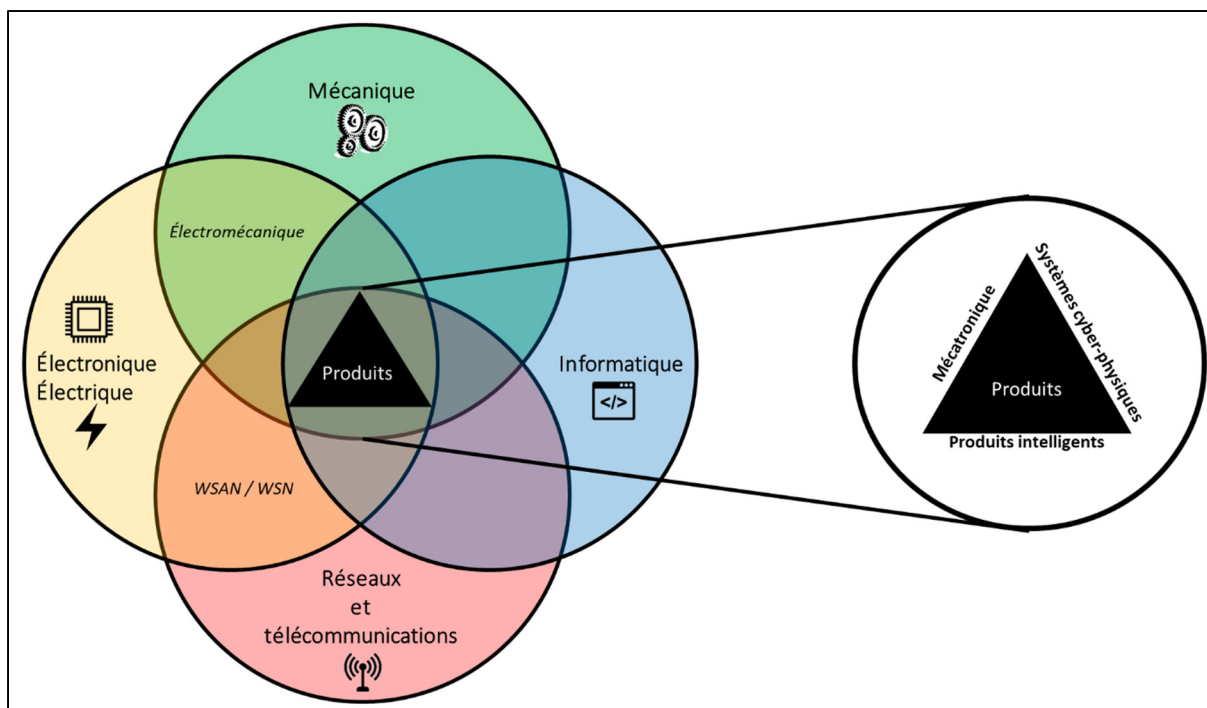 Mécanique
Électromécanique
Électronique
Électrique
Produits
Informatique
</>
WSAN / WSN
Réseaux
et
télécommunications
Mécatronique
Systèmes cyber-physiques
Produits
Produits intelligents